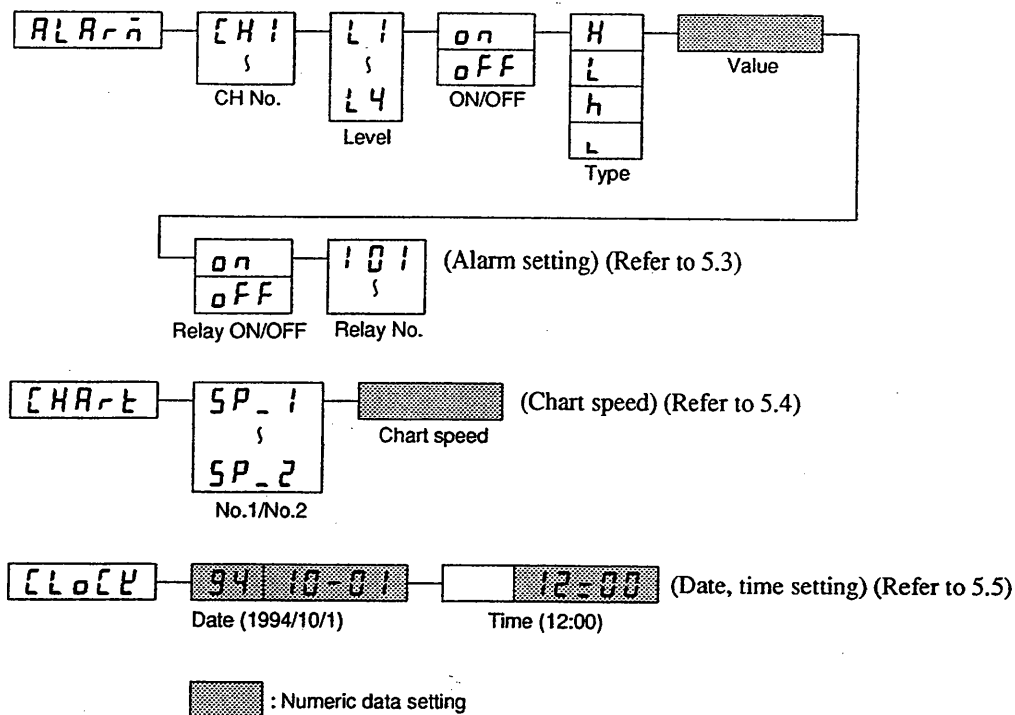 ALArm CH1 L1 on H
∫ ∫ oFF L Value
CH No. L4 ON/OFF h
Level L
Type
on 101 (Alarm setting) (Refer to 5.3)
oFF ∫
Relay ON/OFF Relay No.
CHArt SP_1 (Chart speed) (Refer to 5.4)
∫ Chart speed
SP_2
No.1/No.2
CLoCK 94 10-01 12=00 (Date, time setting) (Refer to 5.5)
Date (1994/10/1) Time (12:00)
: Numeric data setting